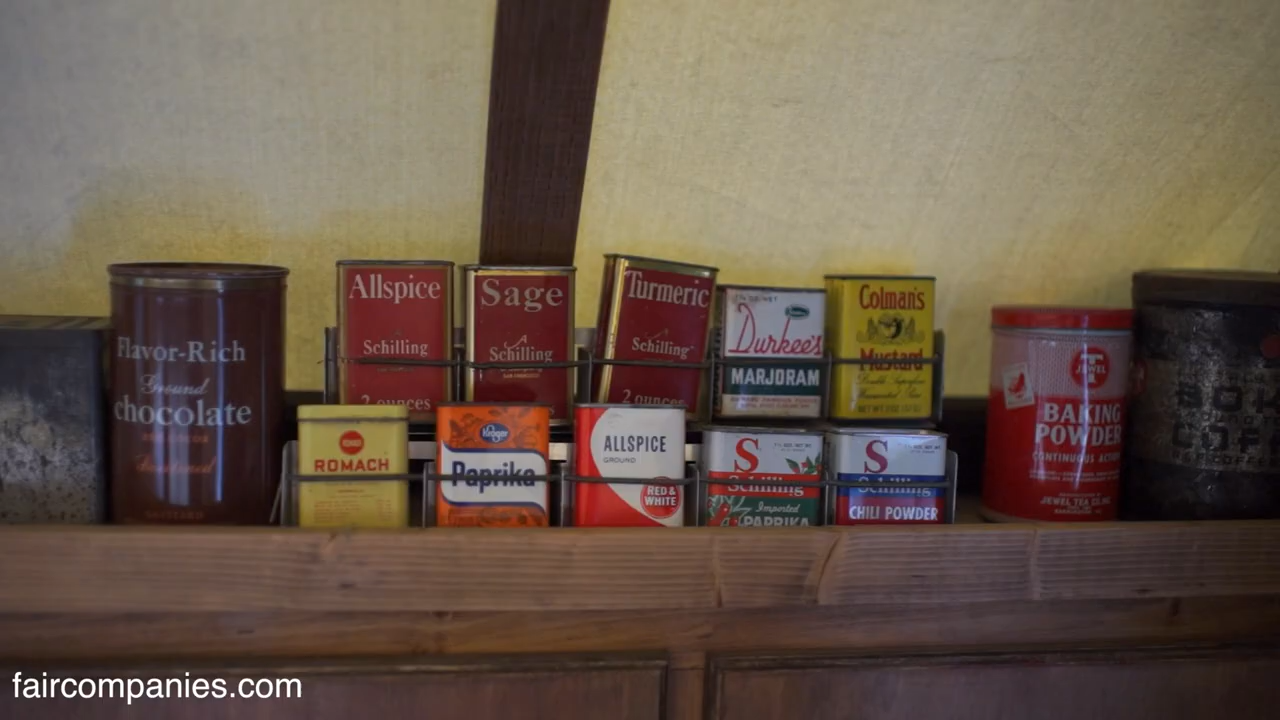 Flavor-Rich
Ground
chocolate
Allspice
Schilling
2 ounces
Sage
Schilling
Turmeric
Schilling
2 ounces
Durkee's
MARJORAM
Colman's
Mustard
ROMACH
Kroger
Paprika
ALLSPICE
GROUND
RED &
WHITE
S
Schilling
Imported
PAPRIKA
S
Schilling
CHILI POWDER
T
JEWEL
BAKING
POWDER
CONTINUOUS ACTION
JEWEL TEA CO., INC.
faircompanies.com